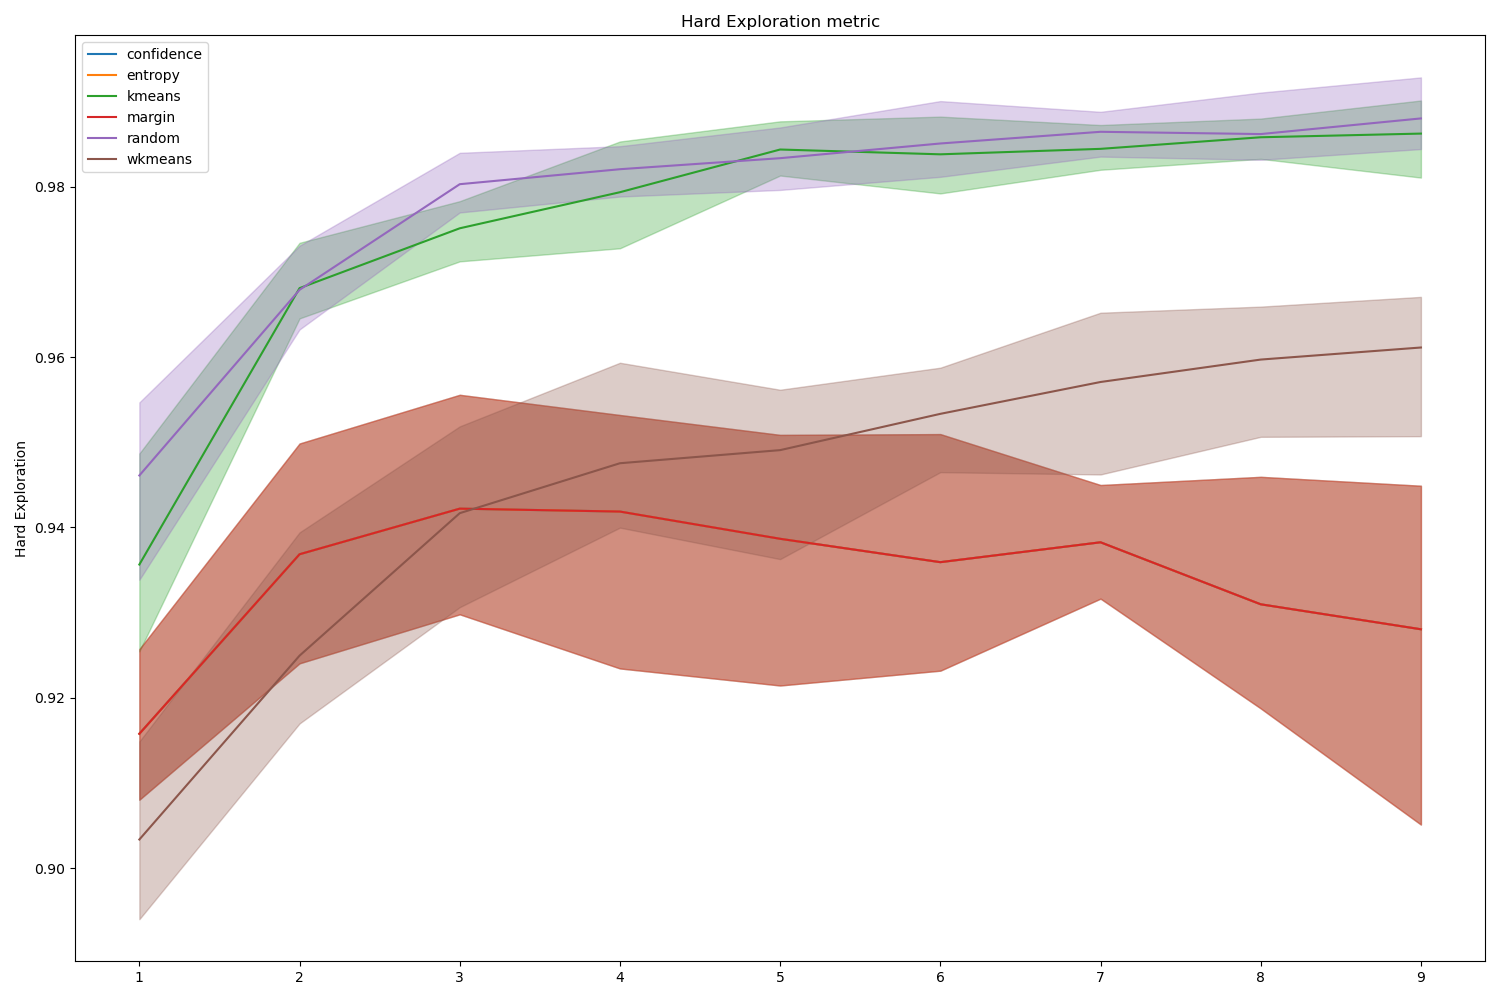 Hard Exploration metric
confidence
entropy
kmeans
margin
random
wkmeans
Hard Exploration
0.98
0.96
0.94
0.92
0.90
1 2 3 4 5 6 7 8 9